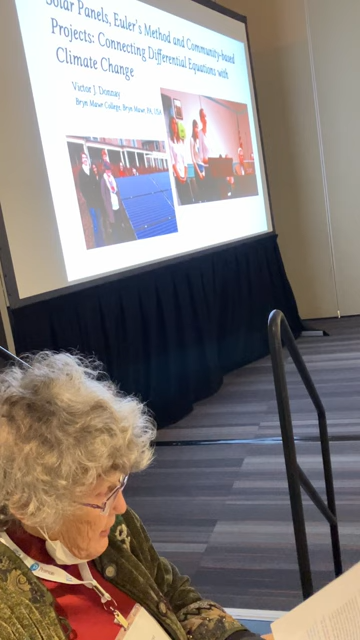 Solar Panels, Euler's Method and Community-based
Projects: Connecting Differential Equations with
Climate Change
Victor J. Donnay
Bryn Mawr College, Bryn Mawr, PA, USA